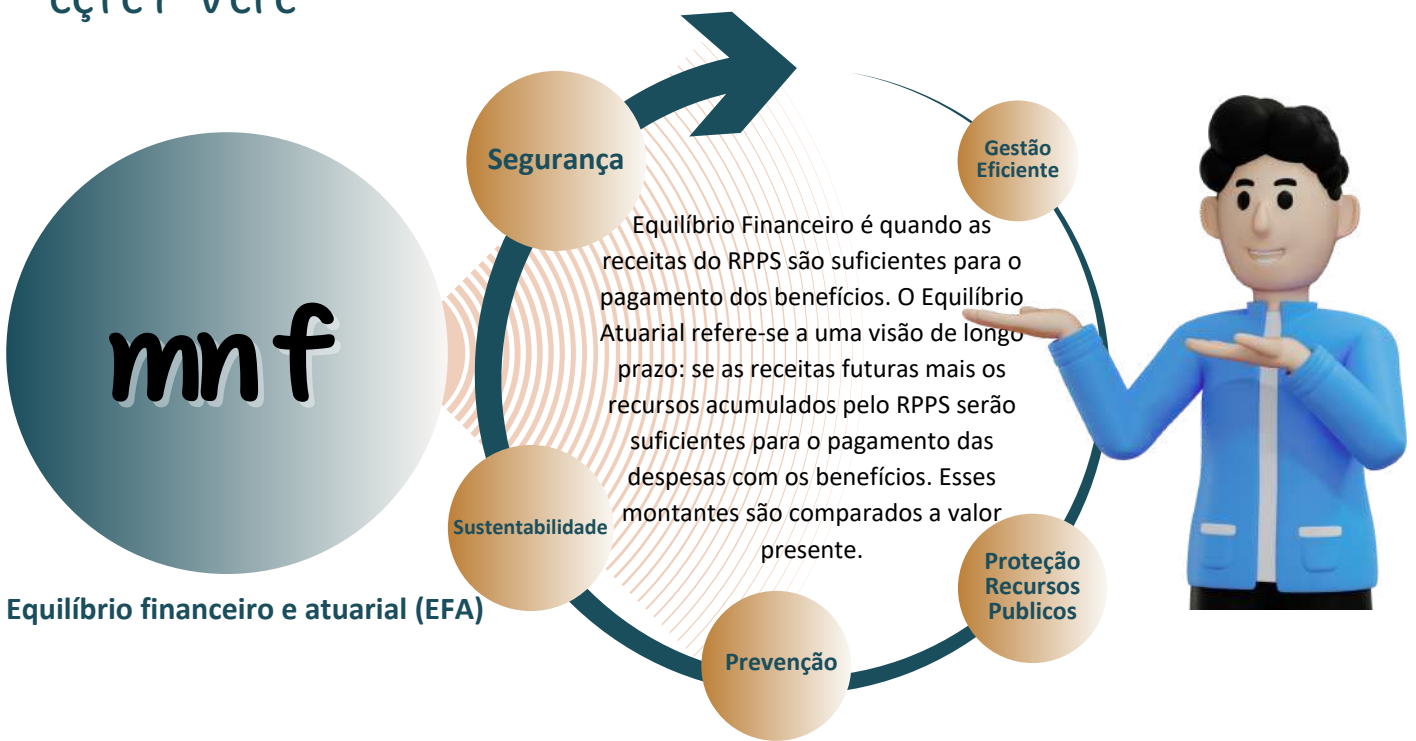 mnf
Equilíbrio financeiro e atuarial (EFA)
Segurança
Gestão
Eficiente
Equilíbrio Financeiro é quando as
receitas do RPPS são suficientes para o
pagamento dos benefícios. O Equilíbrio
Atuarial refere-se a uma visão de longo
prazo: se as receitas futuras mais os
recursos acumulados pelo RPPS serão
suficientes para o pagamento das
despesas com os benefícios. Esses
montantes são comparados a valor
presente.
Sustentabilidade
Proteção
Recursos
Publicos
Prevenção